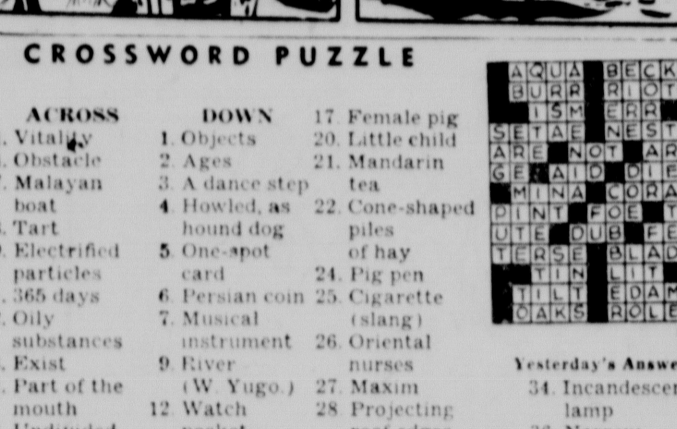 CROSSWORD PUZZLE
ACROSS
Vitality
Obstacle
Malayan
boat
Tart
Electrified
particles
365 days
Oily
substances
Exist
Part of the
mouth
DOWN
1. Objects
2. Ages
3. A dance step
4. Howled, as
hound dog
5. One-spot
card
6. Persian coin
7. Musical
instrument
9. River
(W. Yugo.)
12. Watch
17. Female pig
20. Little child
21. Mandarin
tea
22. Cone-shaped
piles
of hay
24. Pig pen
25. Cigarette
(slang)
26. Oriental
nurses
27. Maxim
28. Projecting
AQUA BECK
BURR RIOT
ISM ERR
SETAE NEST
ARE NOT AR
GE AID DIE
MINA CORA
PINT FOE T
UTE DUB FE
TERSE BLAD
TIN LIT
TILT EDAM
OAKS ROLE
Yesterday's Answe
34. Incandescen
lamp